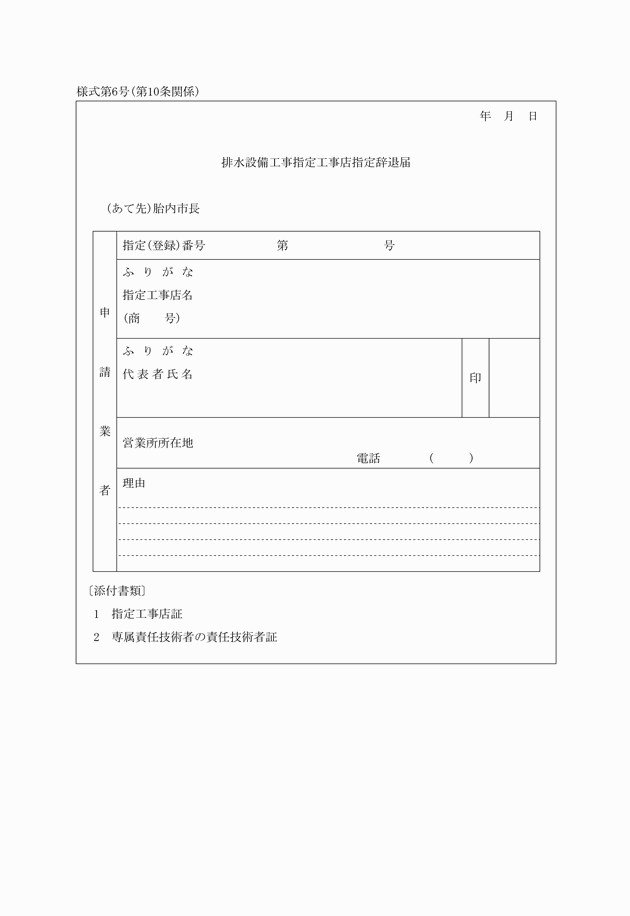 様式第6号(第10条関係)
年　月　日
排水設備工事指定工事店指定辞退届
(あて先)胎内市長
申請業者
指定(登録)番号　第　号
ふりがな
指定工事店名
(商　号)
ふりがな
代表者氏名
印
営業所所在地
電話　(　)
理由
〔添付書類〕
1　指定工事店証
2　専属責任技術者の責任技術者証